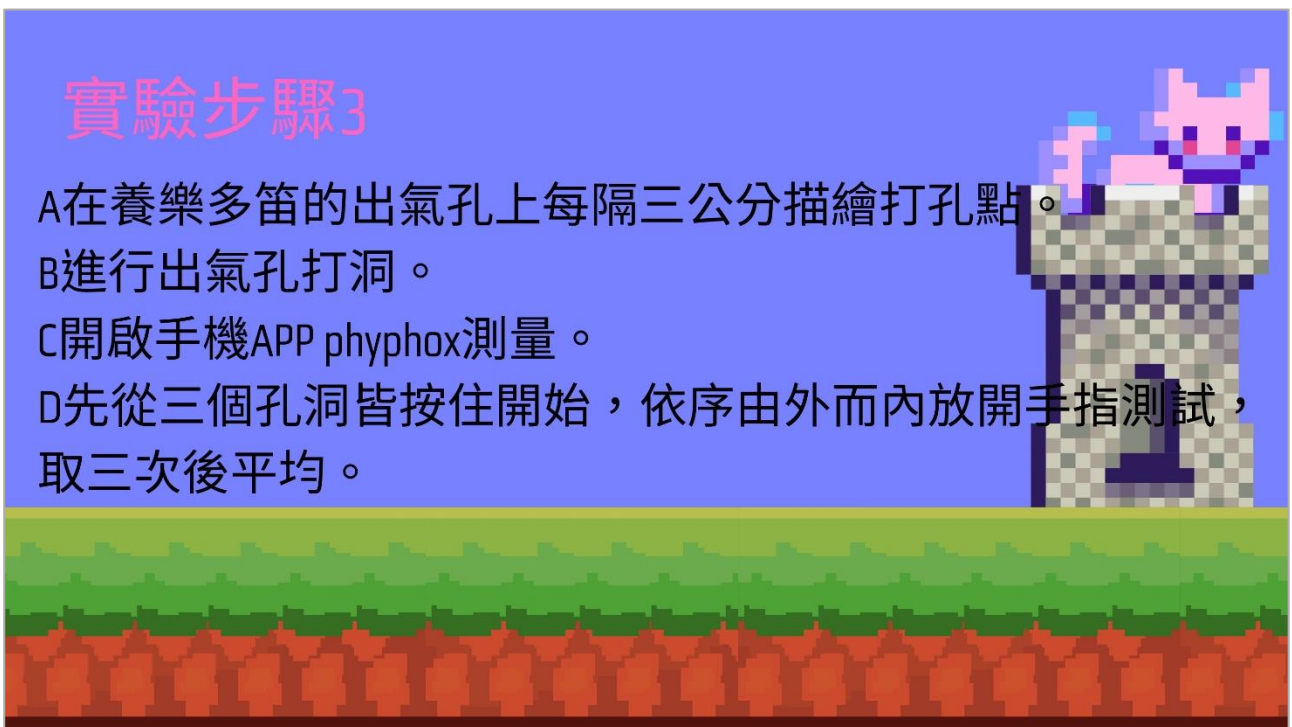 實驗步驟3
A在養樂多笛的出氣孔上每隔三公分描繪打孔點。
B進行出氣孔打洞。
C開啟手機APP phyphox測量。
D先從三個孔洞皆按住開始，依序由外而內放開手指測試，
取三次後平均。